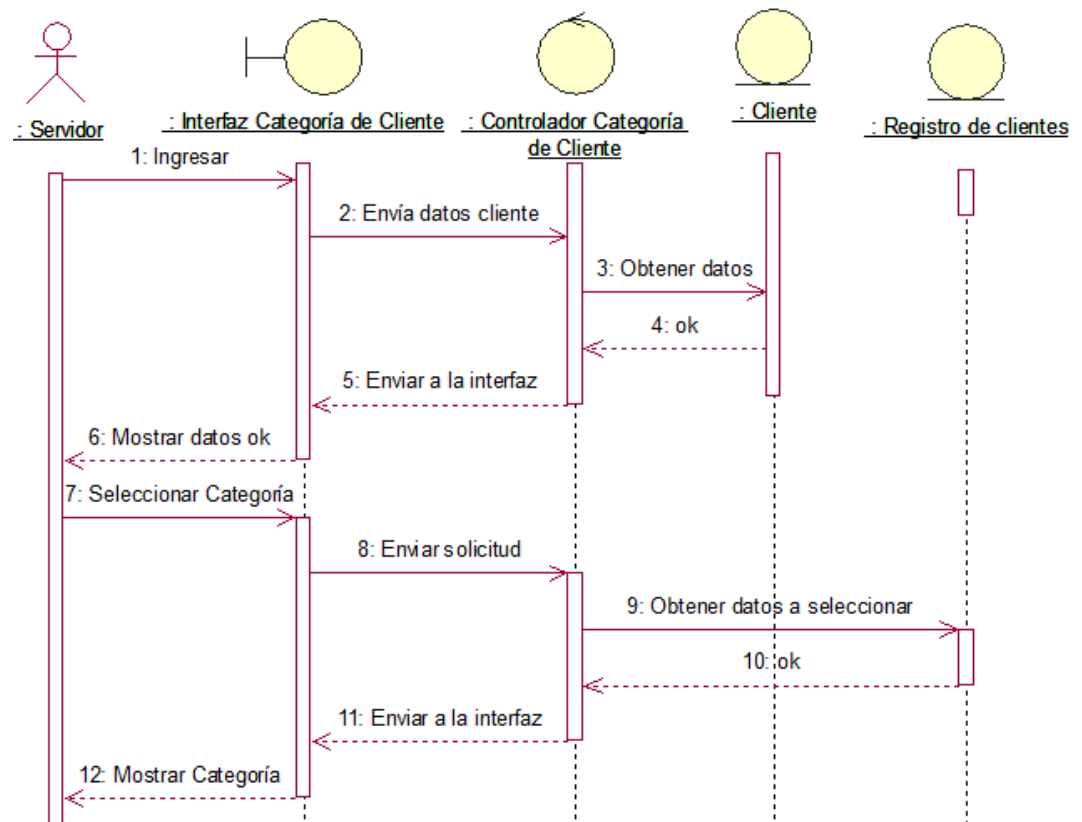 : Servidor
: Interfaz Categoría de Cliente
: Controlador Categoría
de Cliente
: Cliente
: Registro de clientes
1: Ingresar
2: Envía datos cliente
3: Obtener datos
4: ok
5: Enviar a la interfaz
6: Mostrar datos ok
7: Seleccionar Categoría
8: Enviar solicitud
9: Obtener datos a seleccionar
10: ok
11: Enviar a la interfaz
12: Mostrar Categoría